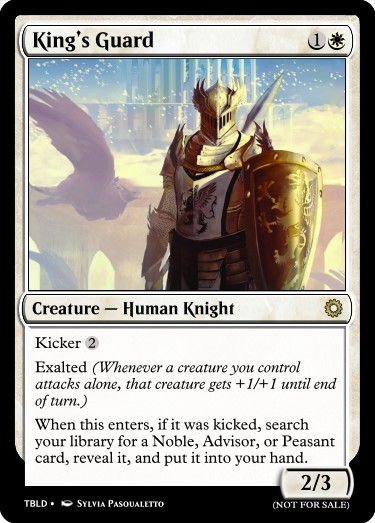 King's Guard 1
Creature — Human Knight
Kicker 2
Exalted (Whenever a creature you control
attacks alone, that creature gets +1/+1 until end
of turn.)
When this enters, if it was kicked, search
your library for a Noble, Advisor, or Peasant
card, reveal it, and put it into your hand.
2/3
TBLD • Sylvia Pasqualetto
(NOT FOR SALE)